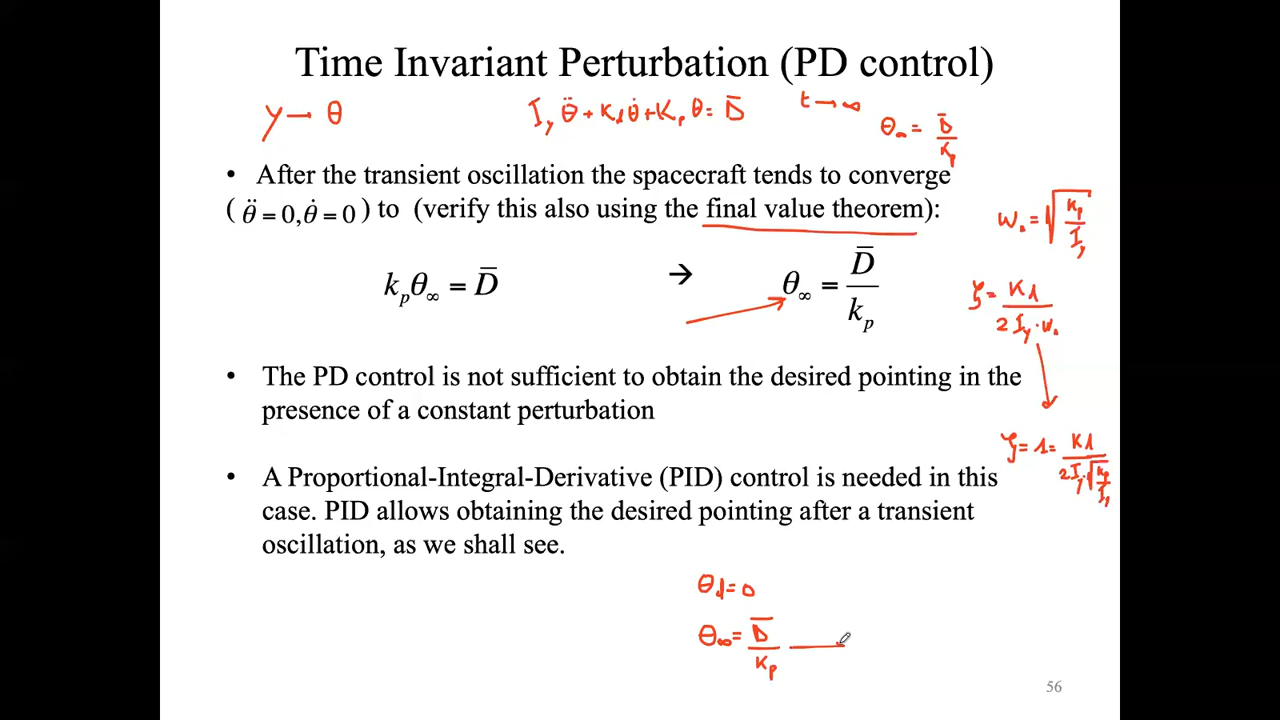 Time Invariant Perturbation (PD control)
y → θ
I_y θ̈ + K_d θ̇ + K_p θ = D̄
t → ∞
θ_∞ = D̄ / K_p
• After the transient oscillation the spacecraft tends to converge
( θ̈ = 0, θ̇ = 0 ) to (verify this also using the final value theorem):
ω_n = √(K_p / I_y)
k_p θ_∞ = D̄ → θ_∞ = D̄ / k_p
ξ = K_d / 2 I_y · ω_n
• The PD control is not sufficient to obtain the desired pointing in the
presence of a constant perturbation
ξ = 1 = K_d / 2 I_y · √(K_p / I_y)
• A Proportional-Integral-Derivative (PID) control is needed in this
case. PID allows obtaining the desired pointing after a transient
oscillation, as we shall see.
θ_d = 0
θ_∞ = D̄ / K_p
56